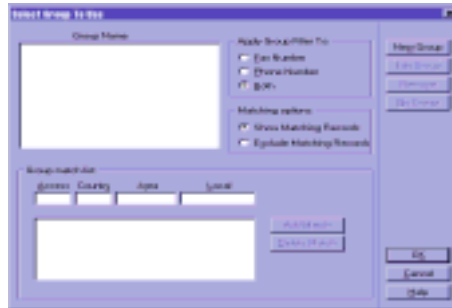 Select Group To Use
Group Name
Apply Group Filter To:
Fax Number
Phone Number
Both
Matching options:
Show Matching Records
Exclude Matching Records
New Group
Edit Group
Group match list
Access Country Area Local
Add Match
Delete Match
OK
Cancel
Help